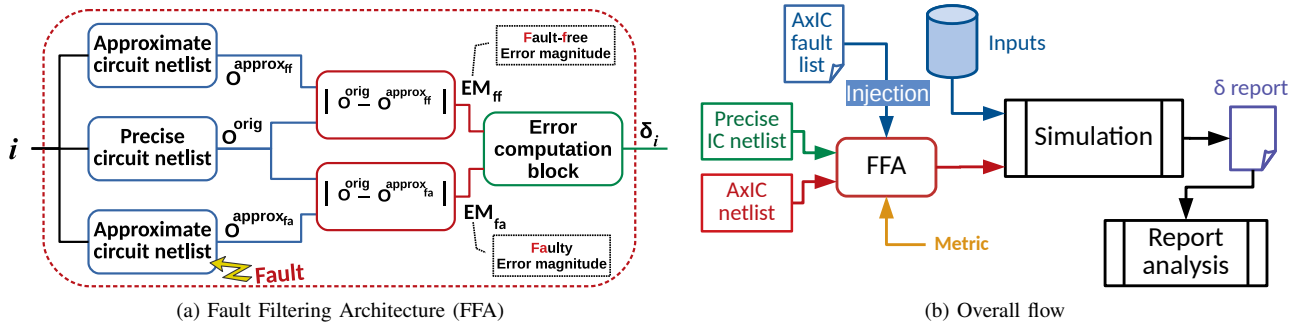 Approximate
circuit netlist
O^approx_ff
Precise
circuit netlist
O^orig
Approximate
circuit netlist
O^approx_fa
Fault
i
| O^orig – O^approx_ff |
| O^orig – O^approx_fa |
Fault-free
Error magnitude
EM_ff
Error
computation
block
δ_i
EM_fa
Faulty
Error magnitude
(a) Fault Filtering Architecture (FFA)
AxIC
fault
list
Inputs
Injection
Precise
IC netlist
FFA
AxIC
netlist
Metric
Simulation
δ report
Report
analysis
(b) Overall flow